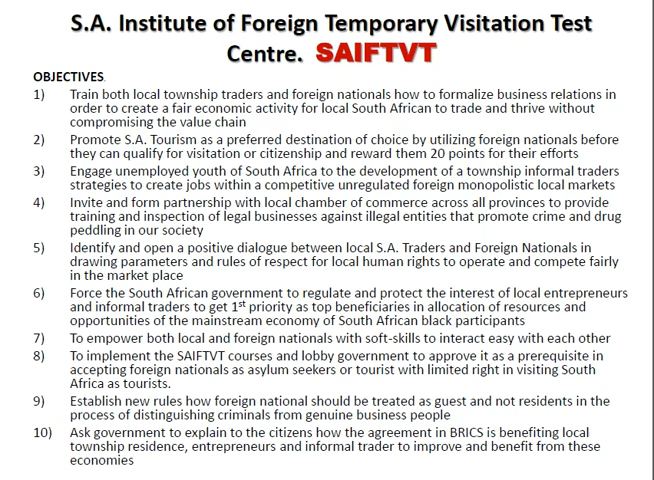 S.A. Institute of Foreign Temporary Visitation Test
Centre. SAIFTVT
OBJECTIVES.
1) Train both local township traders and foreign nationals how to formalize business relations in
order to create a fair economic activity for local South African to trade and thrive without
compromising the value chain
2) Promote S.A. Tourism as a preferred destination of choice by utilizing foreign nationals before
they can qualify for visitation or citizenship and reward them 20 points for their efforts
3) Engage unemployed youth of South Africa to the development of a township informal traders
strategies to create jobs within a competitive unregulated foreign monopolistic local markets
4) Invite and form partnership with local chamber of commerce across all provinces to provide
training and inspection of legal businesses against illegal entities that promote crime and drug
peddling in our society
5) Identify and open a positive dialogue between local S.A. Traders and Foreign Nationals in
drawing parameters and rules of respect for local human rights to operate and compete fairly
in the market place
6) Force the South African government to regulate and protect the interest of local entrepreneurs
and informal traders to get 1st priority as top beneficiaries in allocation of resources and
opportunities of the mainstream economy of South African black participants
7) To empower both local and foreign nationals with soft-skills to interact easy with each other
8) To implement the SAIFTVT courses and lobby government to approve it as a prerequisite in
accepting foreign nationals as asylum seekers or tourist with limited right in visiting South
Africa as tourists.
9) Establish new rules how foreign national should be treated as guest and not residents in the
process of distinguishing criminals from genuine business people
10) Ask government to explain to the citizens how the agreement in BRICS is benefiting local
township residence, entrepreneurs and informal trader to improve and benefit from these
economies